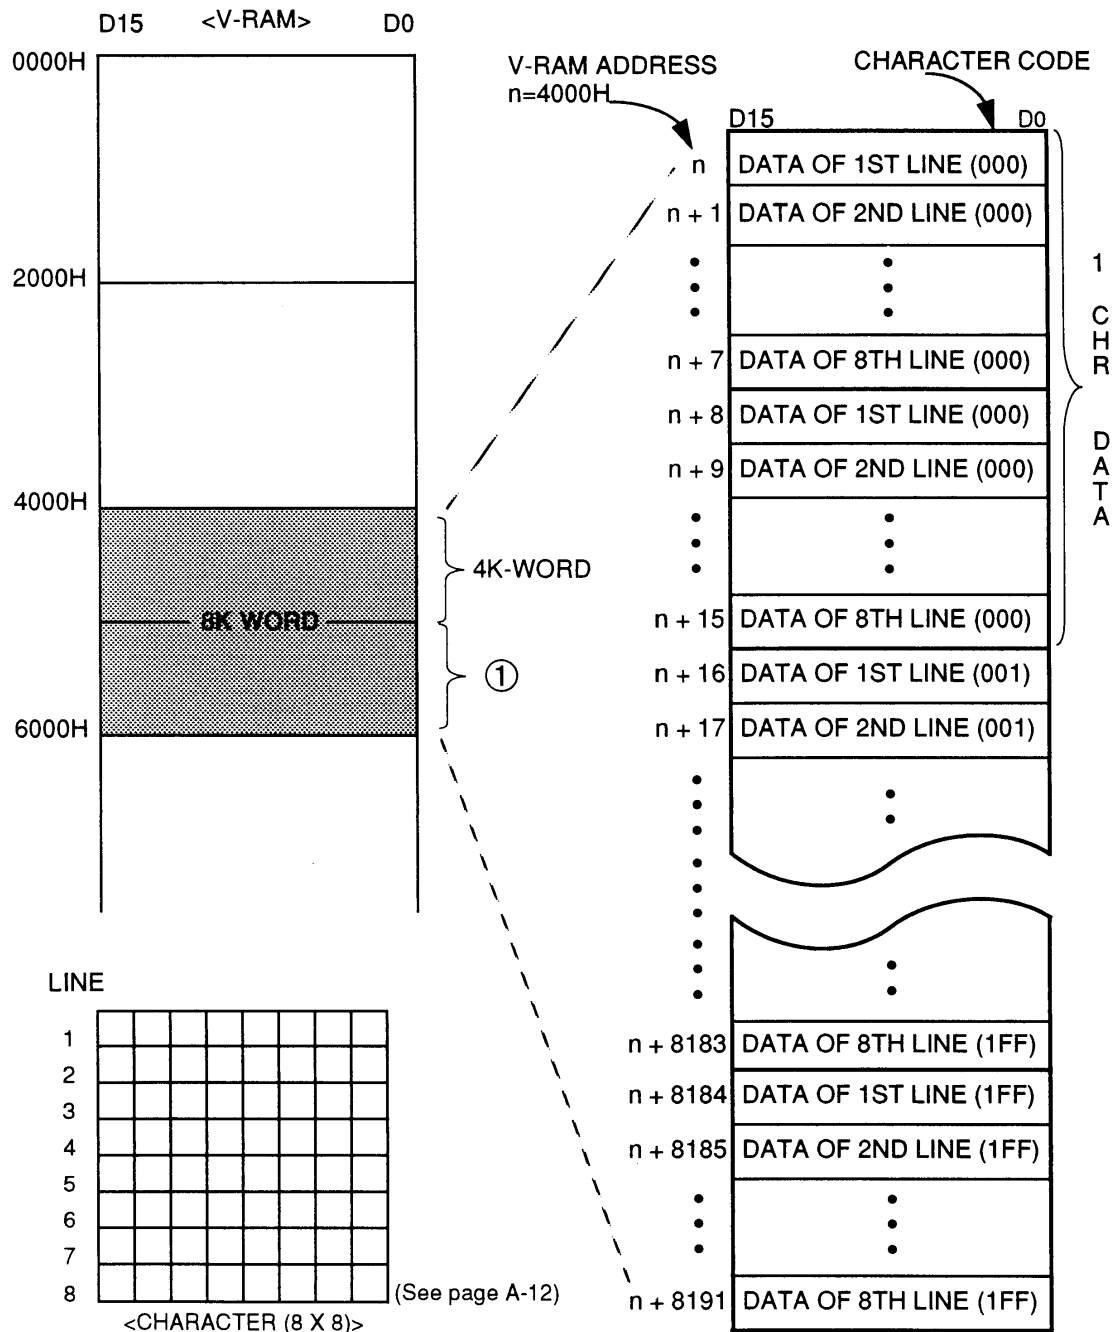 <V-RAM>
D15 D0
0000H
2000H
4000H
4K-WORD
8K WORD
①
6000H
V-RAM ADDRESS
n=4000H
CHARACTER CODE
D15 D0
n DATA OF 1ST LINE (000)
n + 1 DATA OF 2ND LINE (000)
n + 7 DATA OF 8TH LINE (000)
n + 8 DATA OF 1ST LINE (000)
n + 9 DATA OF 2ND LINE (000)
n + 15 DATA OF 8TH LINE (000)
n + 16 DATA OF 1ST LINE (001)
n + 17 DATA OF 2ND LINE (001)
n + 8183 DATA OF 8TH LINE (1FF)
n + 8184 DATA OF 1ST LINE (1FF)
n + 8185 DATA OF 2ND LINE (1FF)
n + 8191 DATA OF 8TH LINE (1FF)
1 CHR DATA
LINE
1
2
3
4
5
6
7
8
(See page A-12)
<CHARACTER (8 X 8)>